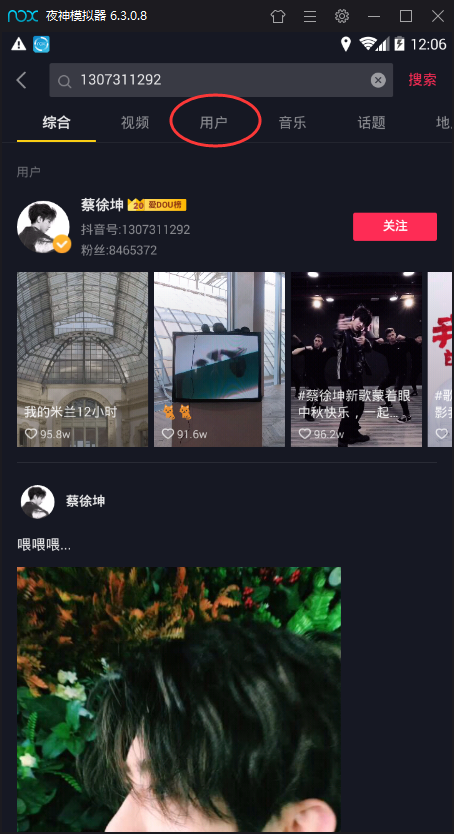 nox 夜神模拟器 6.3.0.8
12:06
1307311292 搜索
综合 视频 用户 音乐 话题 地
用户
蔡徐坤 20 爱DOU榜
抖音号:1307311292
关注
粉丝:8465372
我的米兰12小时
95.8w
91.6w
#蔡徐坤新歌蒙着眼
中秋快乐，一起...
96.2w
蔡徐坤
喂喂喂...